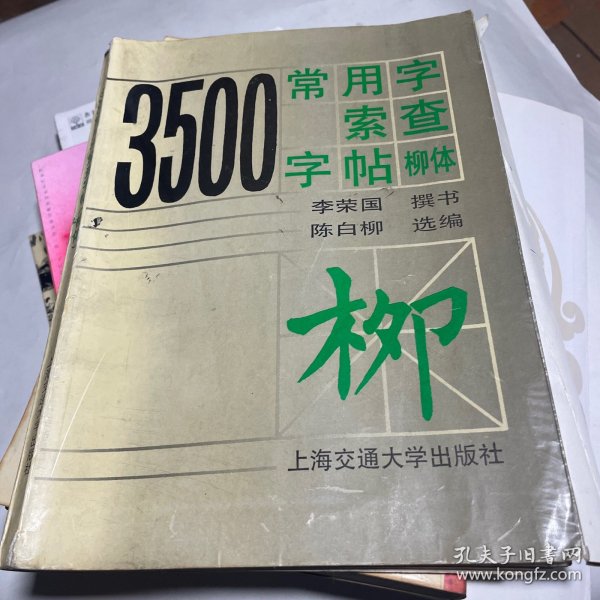 3500
常用字
索查
字帖 柳体
李荣国 撰书
陈白柳 选编
柳
上海交通大学出版社
孔夫子旧书网
www.kongfz.com